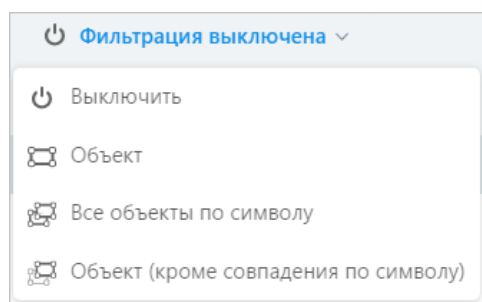 Фильтрация выключена
Выключить
Объект
Все объекты по символу
Объект (кроме совпадения по символу)